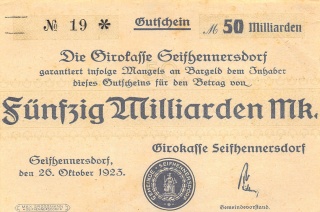 № 19 * Gutschein ℳ 50 Milliarden
Die Girokasse Seifhennersdorf
garantiert infolge Mangels an Bargeld dem Inhaber
dieses Gutscheins für den Betrag von
Fünfzig Milliarden Mk.
Girokasse Seifhennersdorf
Seifhennersdorf,
den 26. Oktober 1923.
Gemeindevorstand.